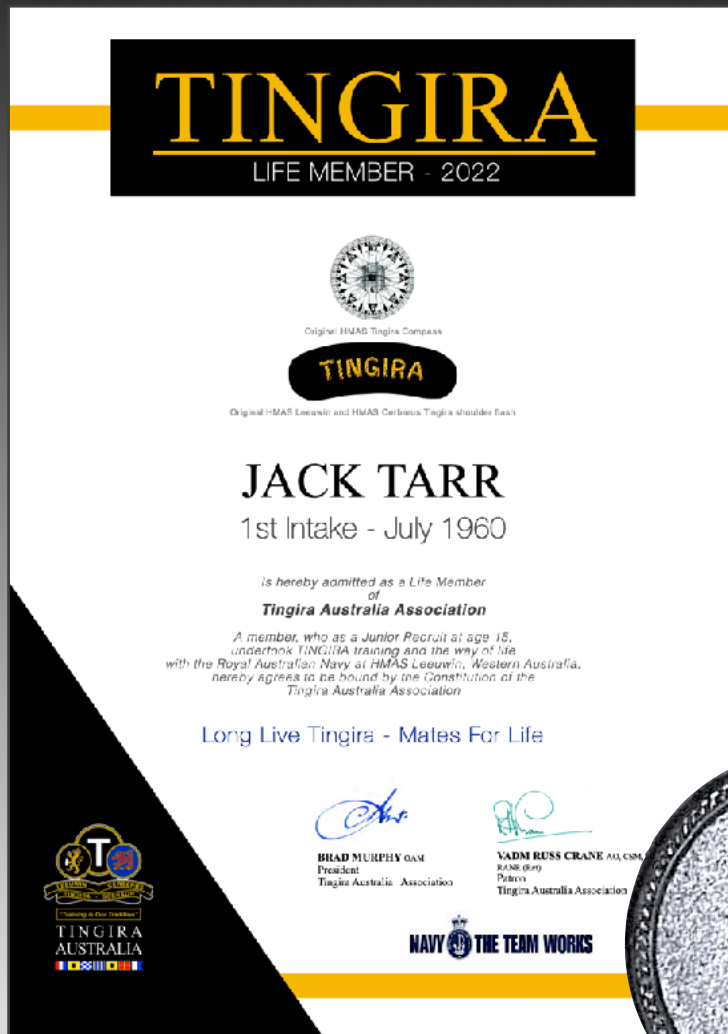 TINGIRA
LIFE MEMBER - 2022
Original HMAS Tingira Compass
TINGIRA
Original HMAS Leeuwin and HMAS Cerberus Tingira shoulder flash
JACK TARR
1st Intake - July 1960
is hereby admitted as a Life Member
of
Tingira Australia Association
A member, who as a Junior Recruit at age 15,
undertook TINGIRA training and the way of life
with the Royal Australian Navy at HMAS Leeuwin, Western Australia,
hereby agrees to be bound by the Constitution of the
Tingira Australia Association
Long Live Tingira - Mates For Life
BRAD MURPHY OAM
President
Tingira Australia Association
VADM RUSS CRANE AO, CSM,
RANE (Ret)
Patron
Tingira Australia Association
T
LEEUWIN CERBERUS
TINGIRA
TINGIRA
AUSTRALIA
NAVY THE TEAM WORKS